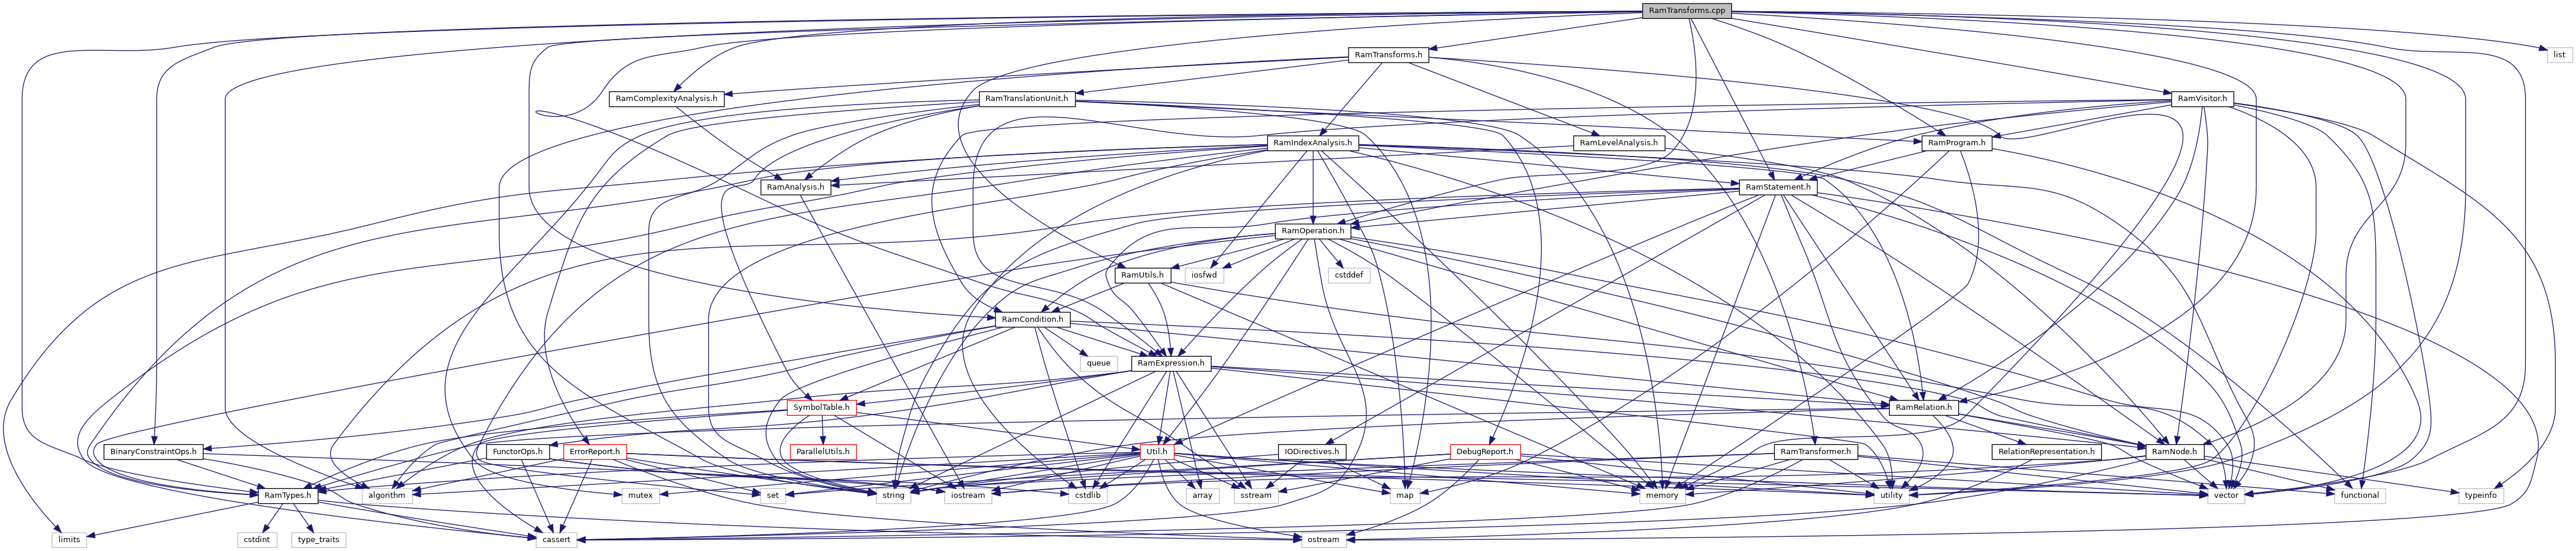 RamTransforms.cpp
RamTransforms.h
list
RamComplexityAnalysis.h
RamTranslationUnit.h
RamVisitor.h
RamIndexAnalysis.h
RamLevelAnalysis.h
RamProgram.h
RamAnalysis.h
RamStatement.h
RamOperation.h
RamUtils.h
iosfwd
cstddef
RamCondition.h
queue
RamExpression.h
SymbolTable.h
RamRelation.h
BinaryConstraintOps.h
FunctorOps.h
ErrorReport.h
ParallelUtils.h
Util.h
IODirectives.h
DebugReport.h
RamTransformer.h
RelationRepresentation.h
RamNode.h
RamTypes.h
algorithm
mutex
set
string
iostream
cstdlib
array
sstream
map
memory
utility
vector
functional
typeinfo
limits
cstdint
type_traits
cassert
ostream